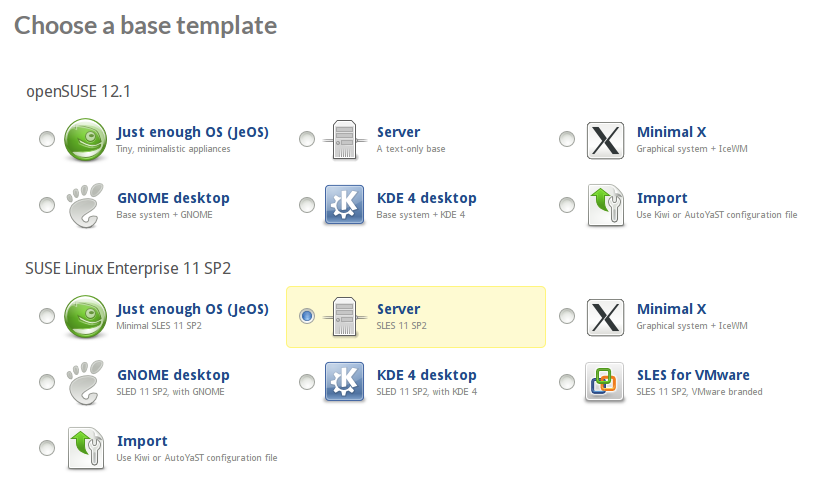 Choose a base template
openSUSE 12.1
Just enough OS (JeOS)
Tiny, minimalistic appliances
Server
A text-only base
Minimal X
Graphical system + IceWM
GNOME desktop
Base system + GNOME
KDE 4 desktop
Base system + KDE 4
Import
Use Kiwi or AutoYaST configuration file
SUSE Linux Enterprise 11 SP2
Just enough OS (JeOS)
Minimal SLES 11 SP2
Server
SLES 11 SP2
Minimal X
Graphical system + IceWM
GNOME desktop
SLED 11 SP2, with GNOME
KDE 4 desktop
SLED 11 SP2, with KDE 4
SLES for VMware
SLES 11 SP2, VMware branded
Import
Use Kiwi or AutoYaST configuration file